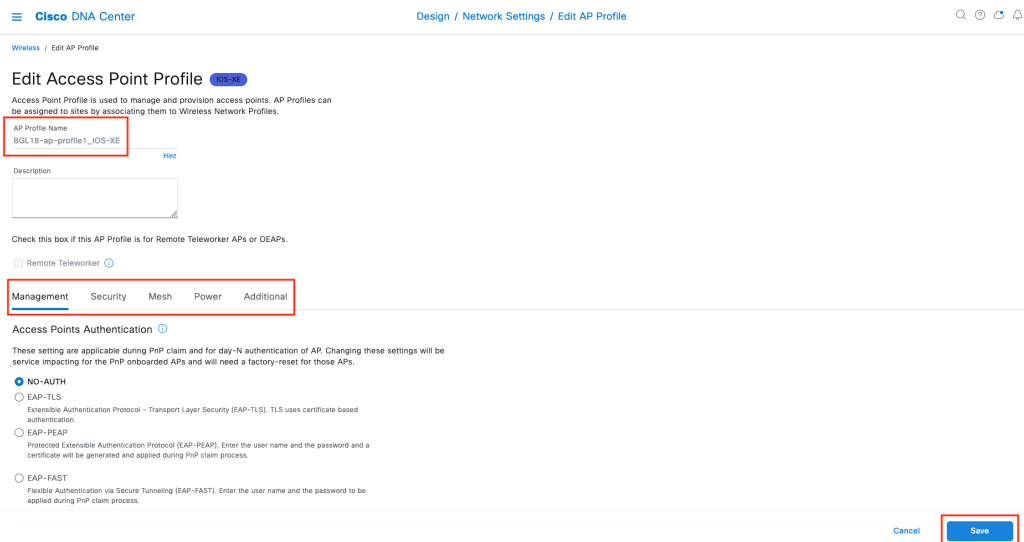 Cisco DNA Center
Design / Network Settings / Edit AP Profile
Wireless / Edit AP Profile
Edit Access Point Profile IOS-XE
Access Point Profile is used to manage and provision access points. AP Profiles can
be assigned to sites by associating them to Wireless Network Profiles.
AP Profile Name
BGL18-ap-profile1_IOS-XE
Hint
Description
Check this box if this AP Profile is for Remote Teleworker APs or OEAPs.
Remote Teleworker
Management Security Mesh Power Additional
Access Points Authentication
These setting are applicable during PnP claim and for day-N authentication of AP. Changing these settings will be
service impacting for the PnP onboarded APs and will need a factory-reset for those APs.
NO-AUTH
EAP-TLS
Extensible Authentication Protocol - Transport Layer Security (EAP-TLS). TLS uses certificate based
authentication.
EAP-PEAP
Protected Extensible Authentication Protocol (EAP-PEAP). Enter the user name and the password and a
certificate will be generated and applied during PnP claim process.
EAP-FAST
Flexible Authentication via Secure Tunneling (EAP-FAST). Enter the user name and the password to be
applied during PnP claim process.
Cancel Save